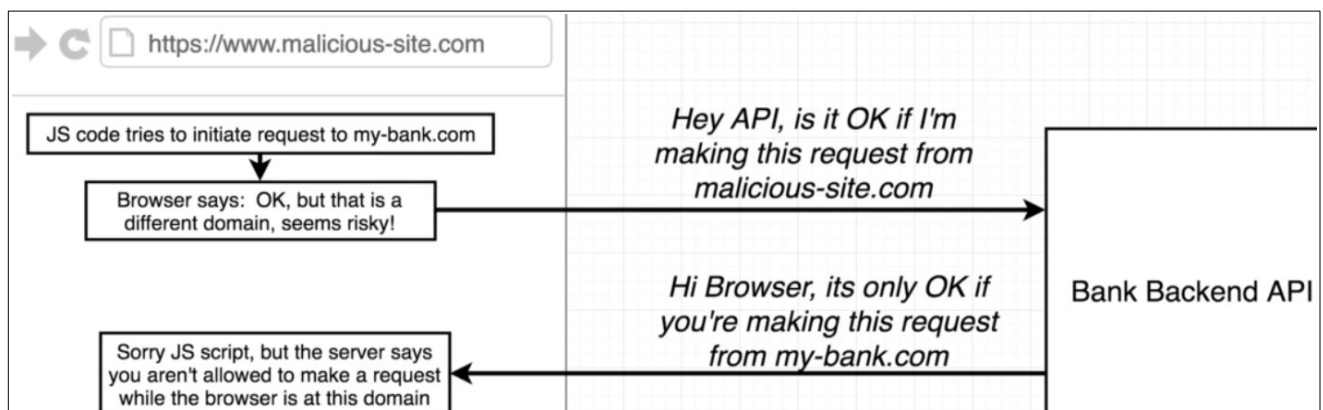 https://www.malicious-site.com
JS code tries to initiate request to my-bank.com
Browser says: OK, but that is a
different domain, seems risky!
Hey API, is it OK if I'm
making this request from
malicious-site.com
Hi Browser, its only OK if
you're making this request
from my-bank.com
Bank Backend API
Sorry JS script, but the server says
you aren't allowed to make a request
while the browser is at this domain